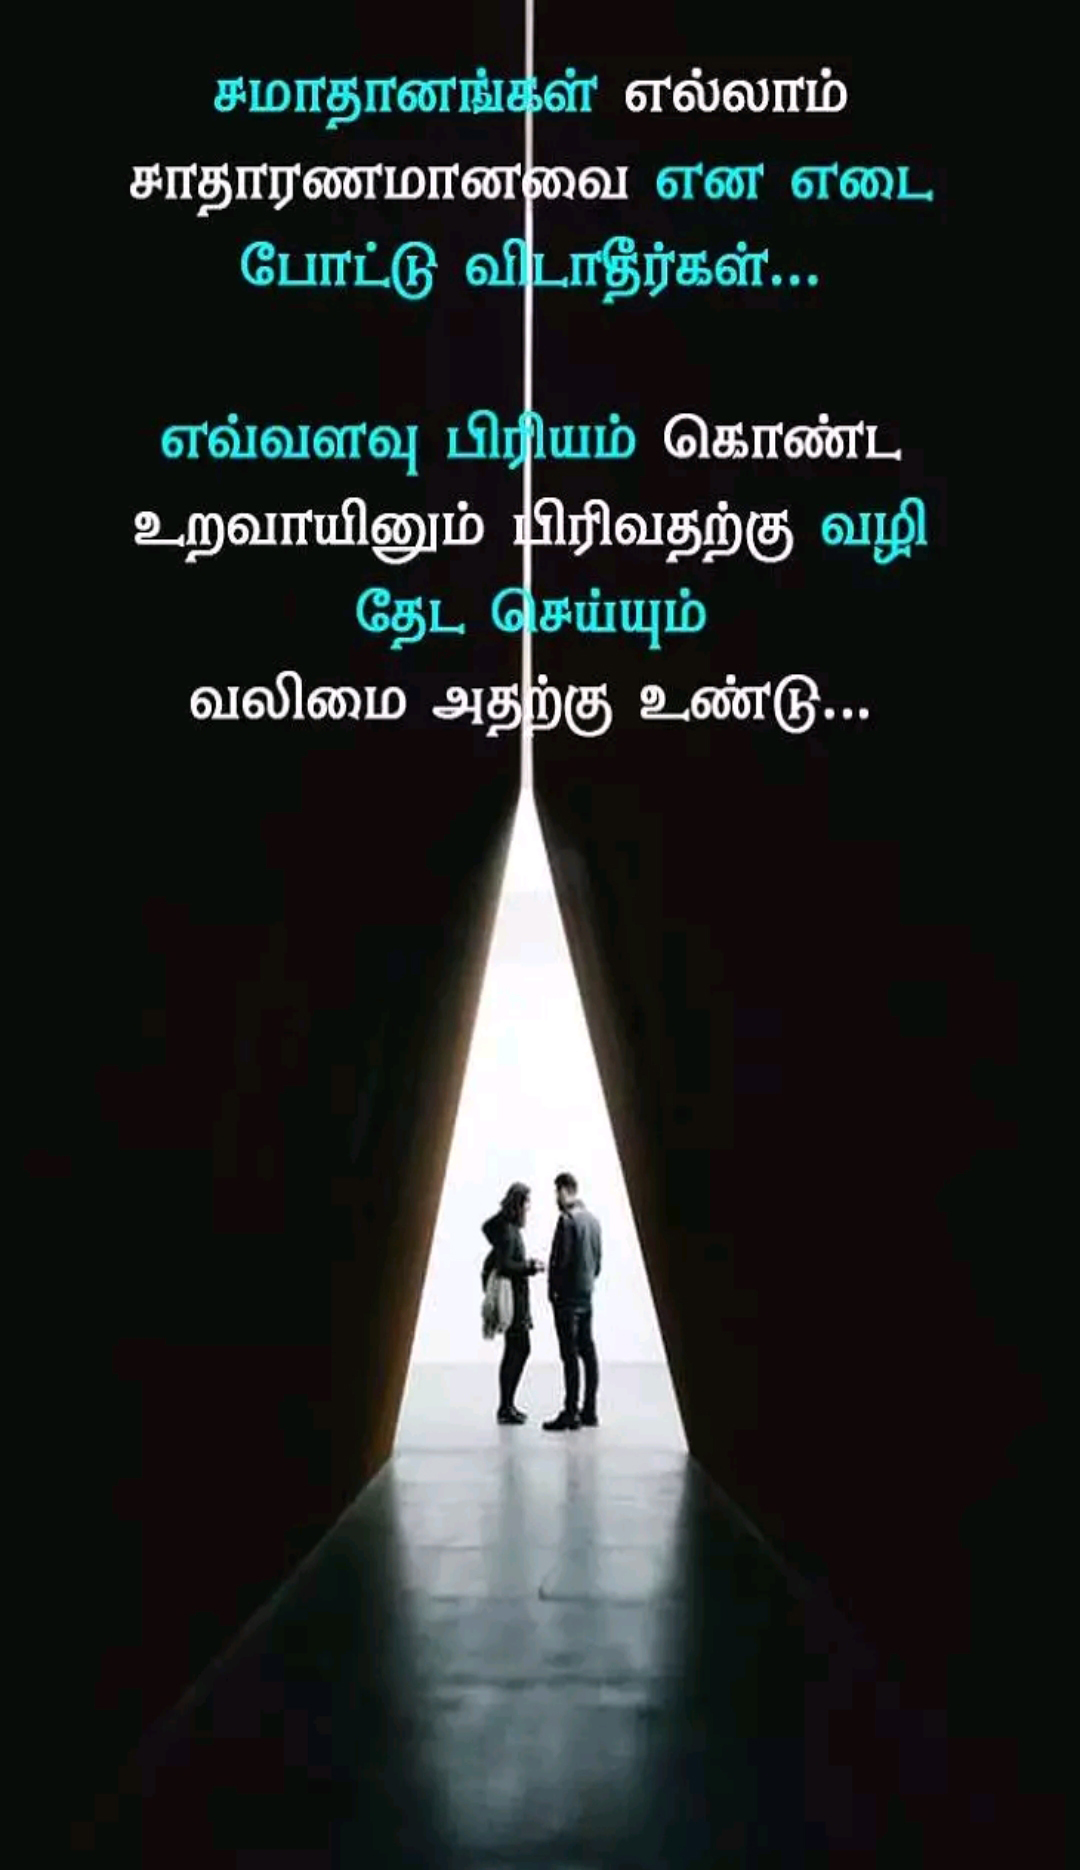 சமாதானங்கள் எல்லாம்
சாதாரணமானவை என எடை
போட்டு விடாதீர்கள்...
எவ்வளவு பிரியம் கொண்ட
உறவாயினும் பிரிவதற்கு வழி
தேட செய்யும்
வலிமை அதற்கு உண்டு...